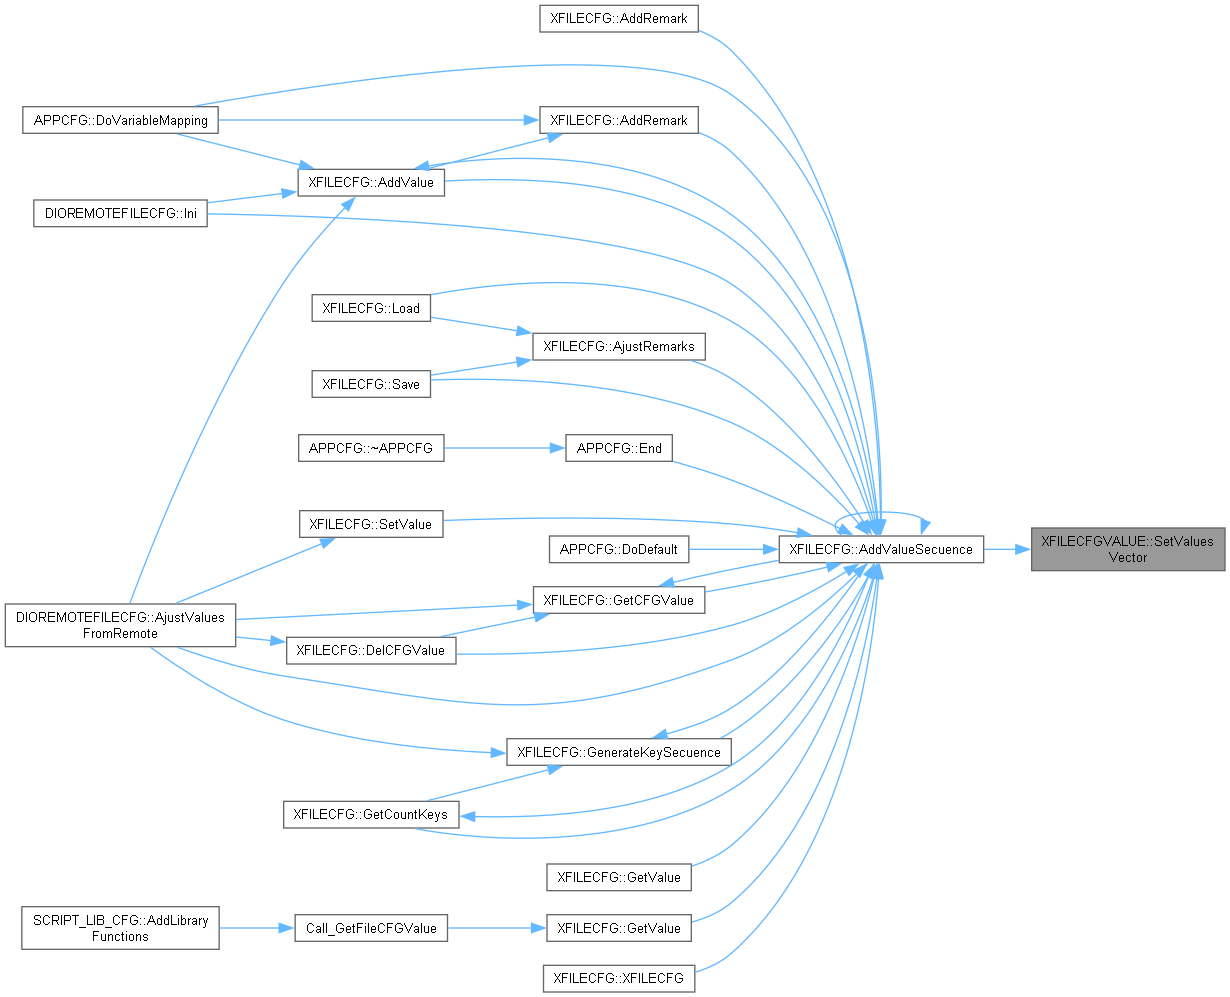 XFILECFG::AddRemark
APPCFG::DoVariableMapping
XFILECFG::AddRemark
XFILECFG::AddValue
DIOREMOTEFILECFG::Ini
XFILECFG::Load
XFILECFG::AjustRemarks
XFILECFG::Save
APPCFG::~APPCFG
APPCFG::End
XFILECFG::SetValue
APPCFG::DoDefault
XFILECFG::AddValueSecuence
XFILECFGVALUE::SetValues
Vector
XFILECFG::GetCFGValue
DIOREMOTEFILECFG::AjustValues
FromRemote
XFILECFG::DelCFGValue
XFILECFG::GenerateKeySecuence
XFILECFG::GetCountKeys
XFILECFG::GetValue
SCRIPT_LIB_CFG::AddLibrary
Functions
Call_GetFileCFGValue
XFILECFG::GetValue
XFILECFG::XFILECFG